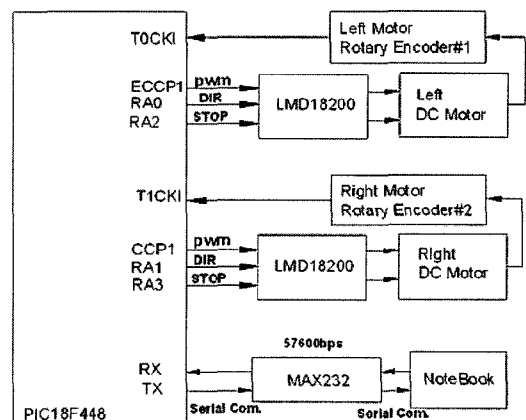 Left Motor
Rotary Encoder#1
T0CKI
ECCP1
pwm
RA0
DIR
RA2
STOP
LMD18200
Left
DC Motor
T1CKI
Right Motor
Rotary Encoder#2
CCP1
pwm
RA1
DIR
RA3
STOP
LMD18200
Right
DC Motor
57600bps
RX
TX
MAX232
NoteBook
Serial Com.
Sorial Com.
PIC18F448